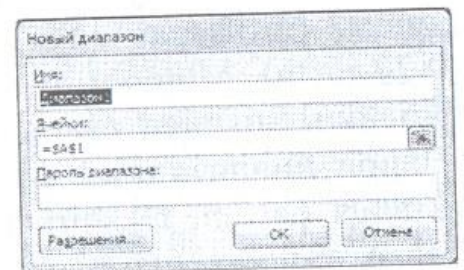 Новый диапазон
Имя:
Диапазон1
Ячейки:
=$A$1
Пароль диапазона:
Разрешения...
ОК
Отмена